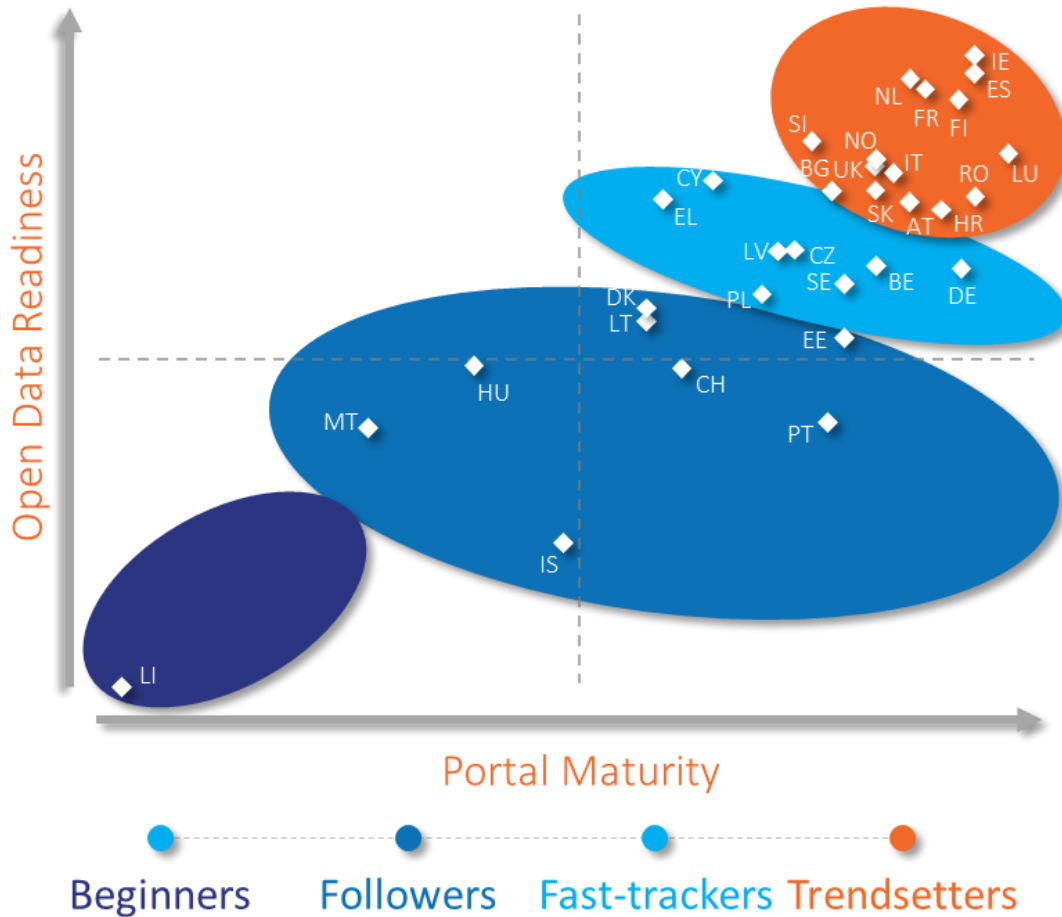 Open Data Readiness
IE
ES
NL
FR
FI
SI
NO
IT
LU
BG
UK
RO
CY
SK
AT
HR
EL
LV
CZ
SE
BE
DE
PL
DK
LT
EE
HU
CH
MT
PT
IS
LI
Portal Maturity
Beginners Followers Fast-trackers Trendsetters